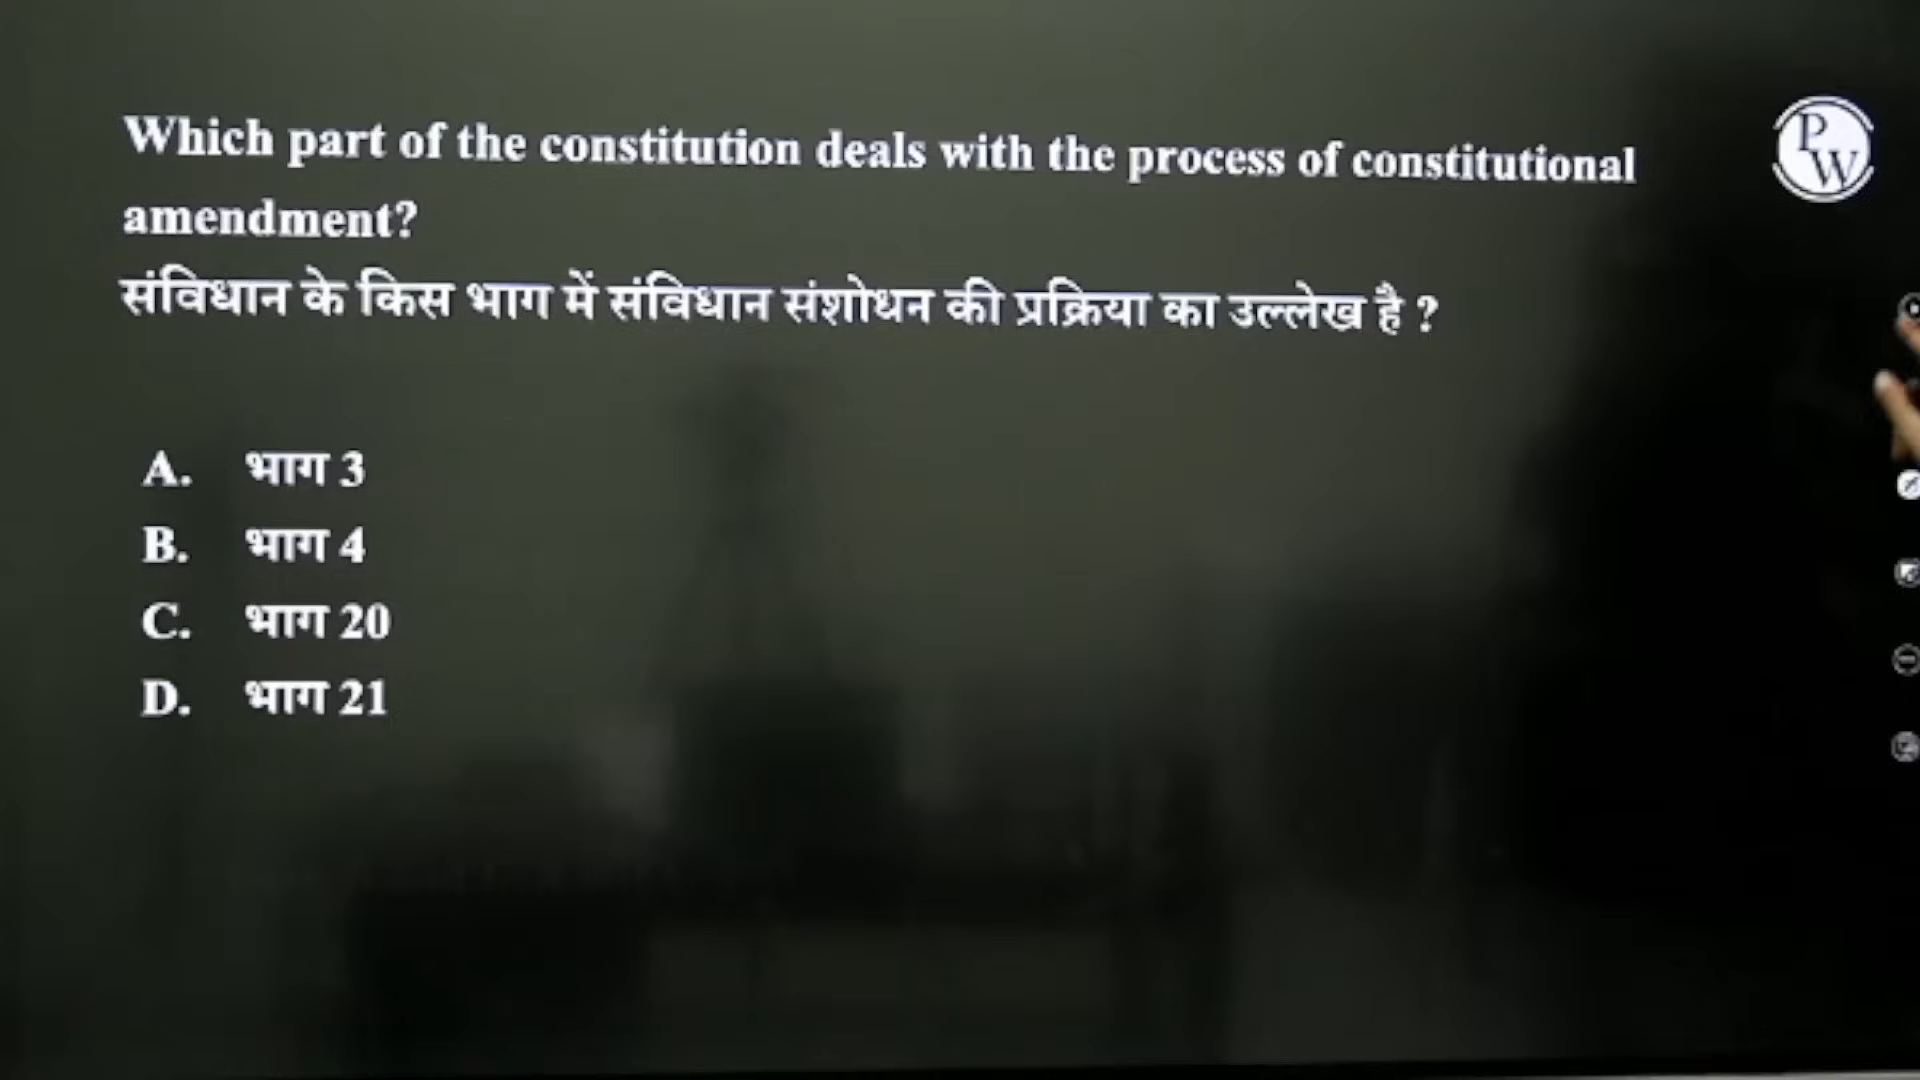 Which part of the constitution deals with the process of constitutional
amendment?
संविधान के किस भाग में संविधान संशोधन की प्रक्रिया का उल्लेख है ?
A. भाग 3
B. भाग 4
C. भाग 20
D. भाग 21
PW